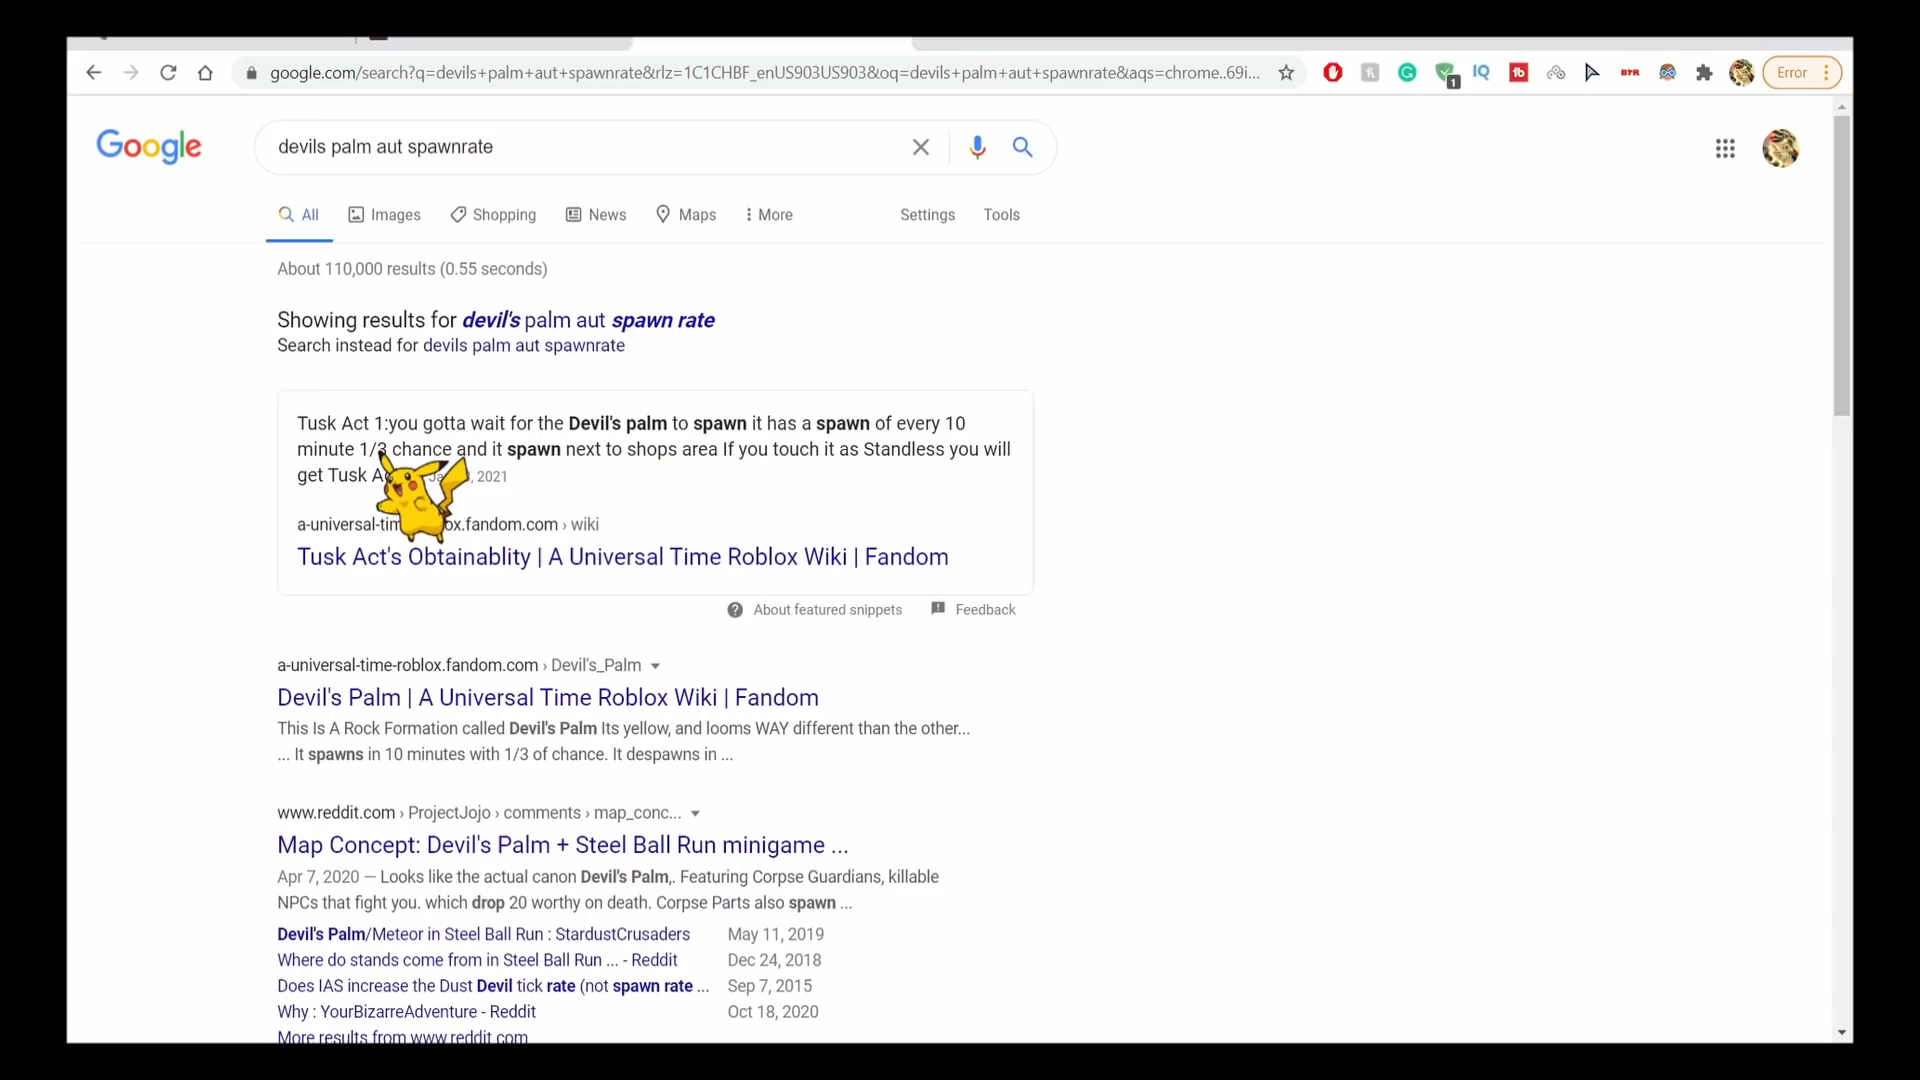 google.com/search?q=devils+palm+aut+spawnrate&rlz=1C1CHBF_enUS903US903&oq=devils+palm+aut+spawnrate&aqs=chrome..69i...
1
IQ
tb
BTR
Error
Google
devils palm aut spawnrate
All
Images
Shopping
News
Maps
More
Settings
Tools
About 110,000 results (0.55 seconds)
Showing results for devil's palm aut spawn rate
Search instead for devils palm aut spawnrate
Tusk Act 1:you gotta wait for the Devil's palm to spawn it has a spawn of every 10
minute 1/3 chance and it spawn next to shops area If you touch it as Standless you will
get Tusk 2021
a-universal-tim ox.fandom.com › wiki
Tusk Act's Obtainablity | A Universal Time Roblox Wiki | Fandom
About featured snippets
Feedback
a-universal-time-roblox.fandom.com › Devil's_Palm
Devil's Palm | A Universal Time Roblox Wiki | Fandom
This Is A Rock Formation called Devil's Palm Its yellow, and looms WAY different than the other...
... It spawns in 10 minutes with 1/3 of chance. It despawns in ...
www.reddit.com › ProjectJojo › comments › map_conc...
Map Concept: Devil's Palm + Steel Ball Run minigame ...
Apr 7, 2020 — Looks like the actual canon Devil's Palm,. Featuring Corpse Guardians, killable
NPCs that fight you. which drop 20 worthy on death. Corpse Parts also spawn ...
Devil's Palm/Meteor in Steel Ball Run : StardustCrusaders May 11, 2019
Where do stands come from in Steel Ball Run ... - Reddit Dec 24, 2018
Does IAS increase the Dust Devil tick rate (not spawn rate ... Sep 7, 2015
Why : YourBizarreAdventure - Reddit Oct 18, 2020
More results from www.reddit.com